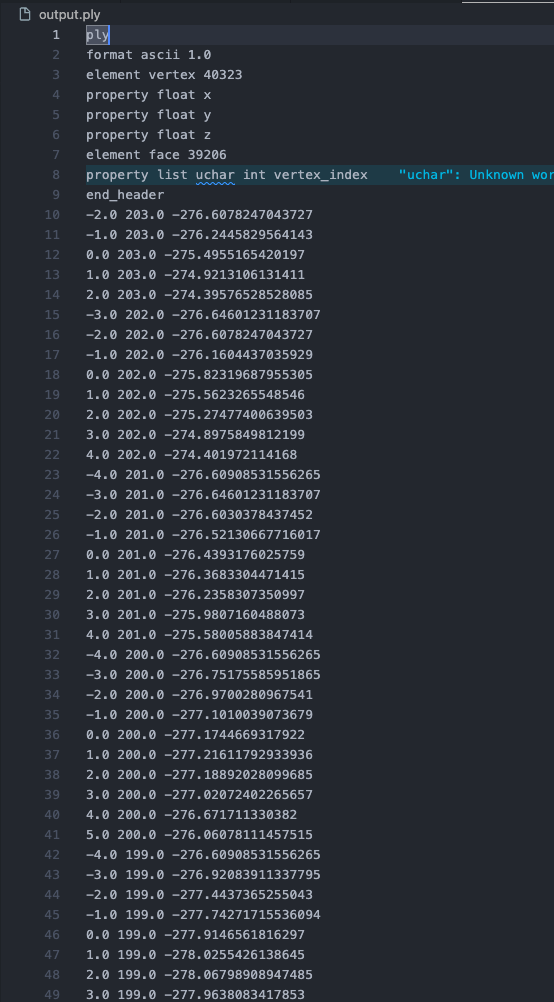 output.ply
1 ply
2 format ascii 1.0
3 element vertex 40323
4 property float x
5 property float y
6 property float z
7 element face 39206
8 property list uchar int vertex_index "uchar": Unknown wor
9 end_header
10 -2.0 203.0 -276.6078247043727
11 -1.0 203.0 -276.2445829564143
12 0.0 203.0 -275.4955165420197
13 1.0 203.0 -274.9213106131411
14 2.0 203.0 -274.39576528528085
15 -3.0 202.0 -276.64601231183707
16 -2.0 202.0 -276.6078247043727
17 -1.0 202.0 -276.1604437035929
18 0.0 202.0 -275.82319687955305
19 1.0 202.0 -275.5623265548546
20 2.0 202.0 -275.27477400639503
21 3.0 202.0 -274.8975849812199
22 4.0 202.0 -274.401972114168
23 -4.0 201.0 -276.60908531556265
24 -3.0 201.0 -276.64601231183707
25 -2.0 201.0 -276.6030378437452
26 -1.0 201.0 -276.52130667716017
27 0.0 201.0 -276.4393176025759
28 1.0 201.0 -276.3683304471415
29 2.0 201.0 -276.2358307350997
30 3.0 201.0 -275.9807160488073
31 4.0 201.0 -275.58005883847414
32 -4.0 200.0 -276.60908531556265
33 -3.0 200.0 -276.75175585951865
34 -2.0 200.0 -276.9700280967541
35 -1.0 200.0 -277.1010039073679
36 0.0 200.0 -277.1744669317922
37 1.0 200.0 -277.21611792933936
38 2.0 200.0 -277.18892028099685
39 3.0 200.0 -277.02072402265657
40 4.0 200.0 -276.671711330382
41 5.0 200.0 -276.06078111457515
42 -4.0 199.0 -276.60908531556265
43 -3.0 199.0 -276.92083911337795
44 -2.0 199.0 -277.4437365255043
45 -1.0 199.0 -277.74271715536094
46 0.0 199.0 -277.9146561816297
47 1.0 199.0 -278.0255426138645
48 2.0 199.0 -278.06798908947485
49 3.0 199.0 -277.9638083417853